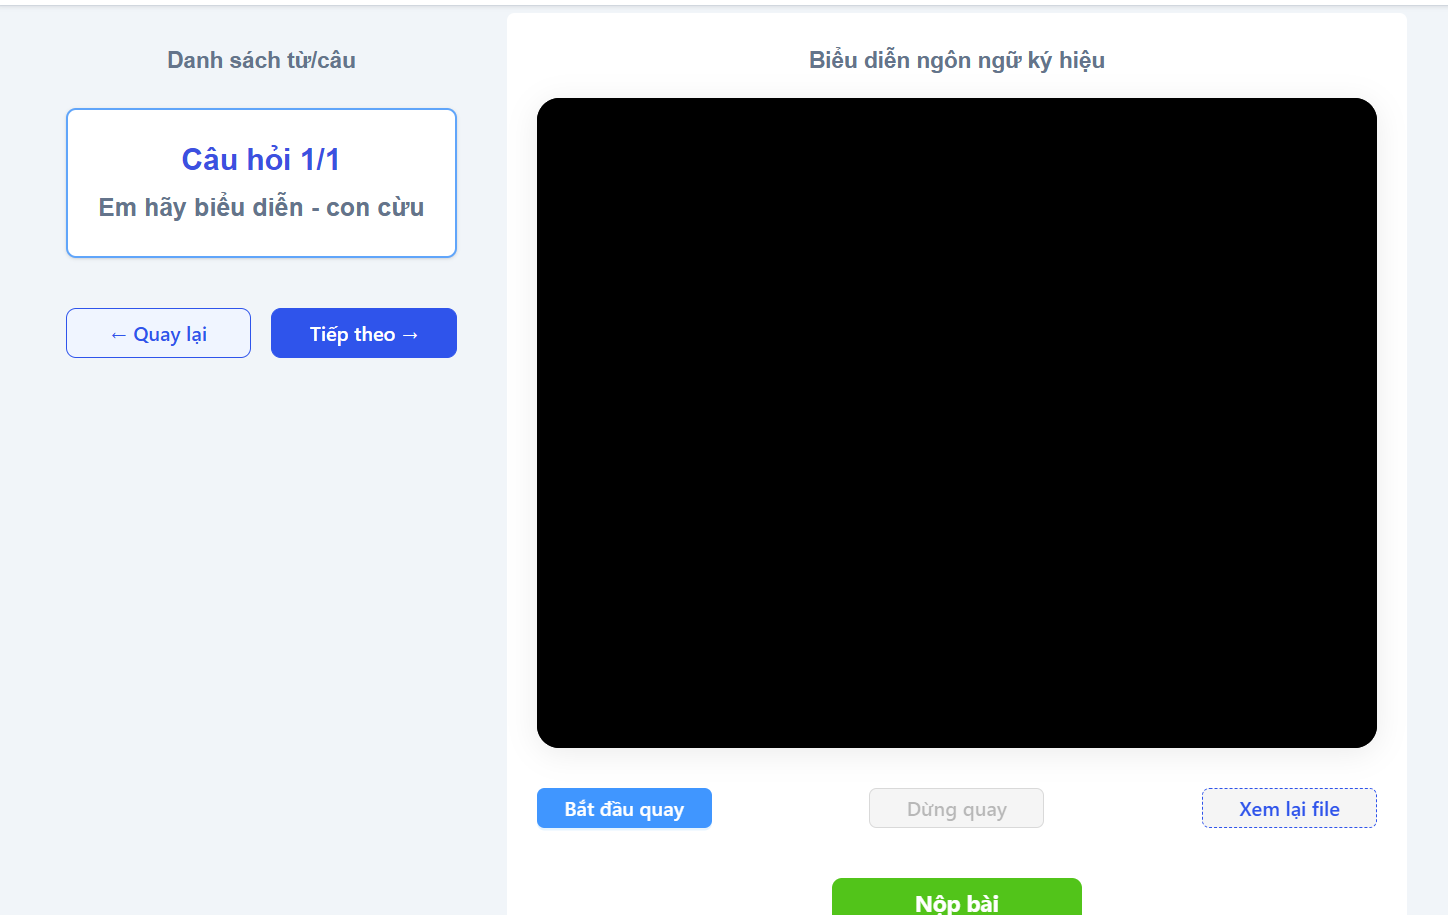 Danh sách từ/câu
Câu hỏi 1/1
Em hãy biểu diễn - con cừu
← Quay lại
Tiếp theo →
Biểu diễn ngôn ngữ ký hiệu
Bắt đầu quay
Dừng quay
Xem lại file
Nộp bài